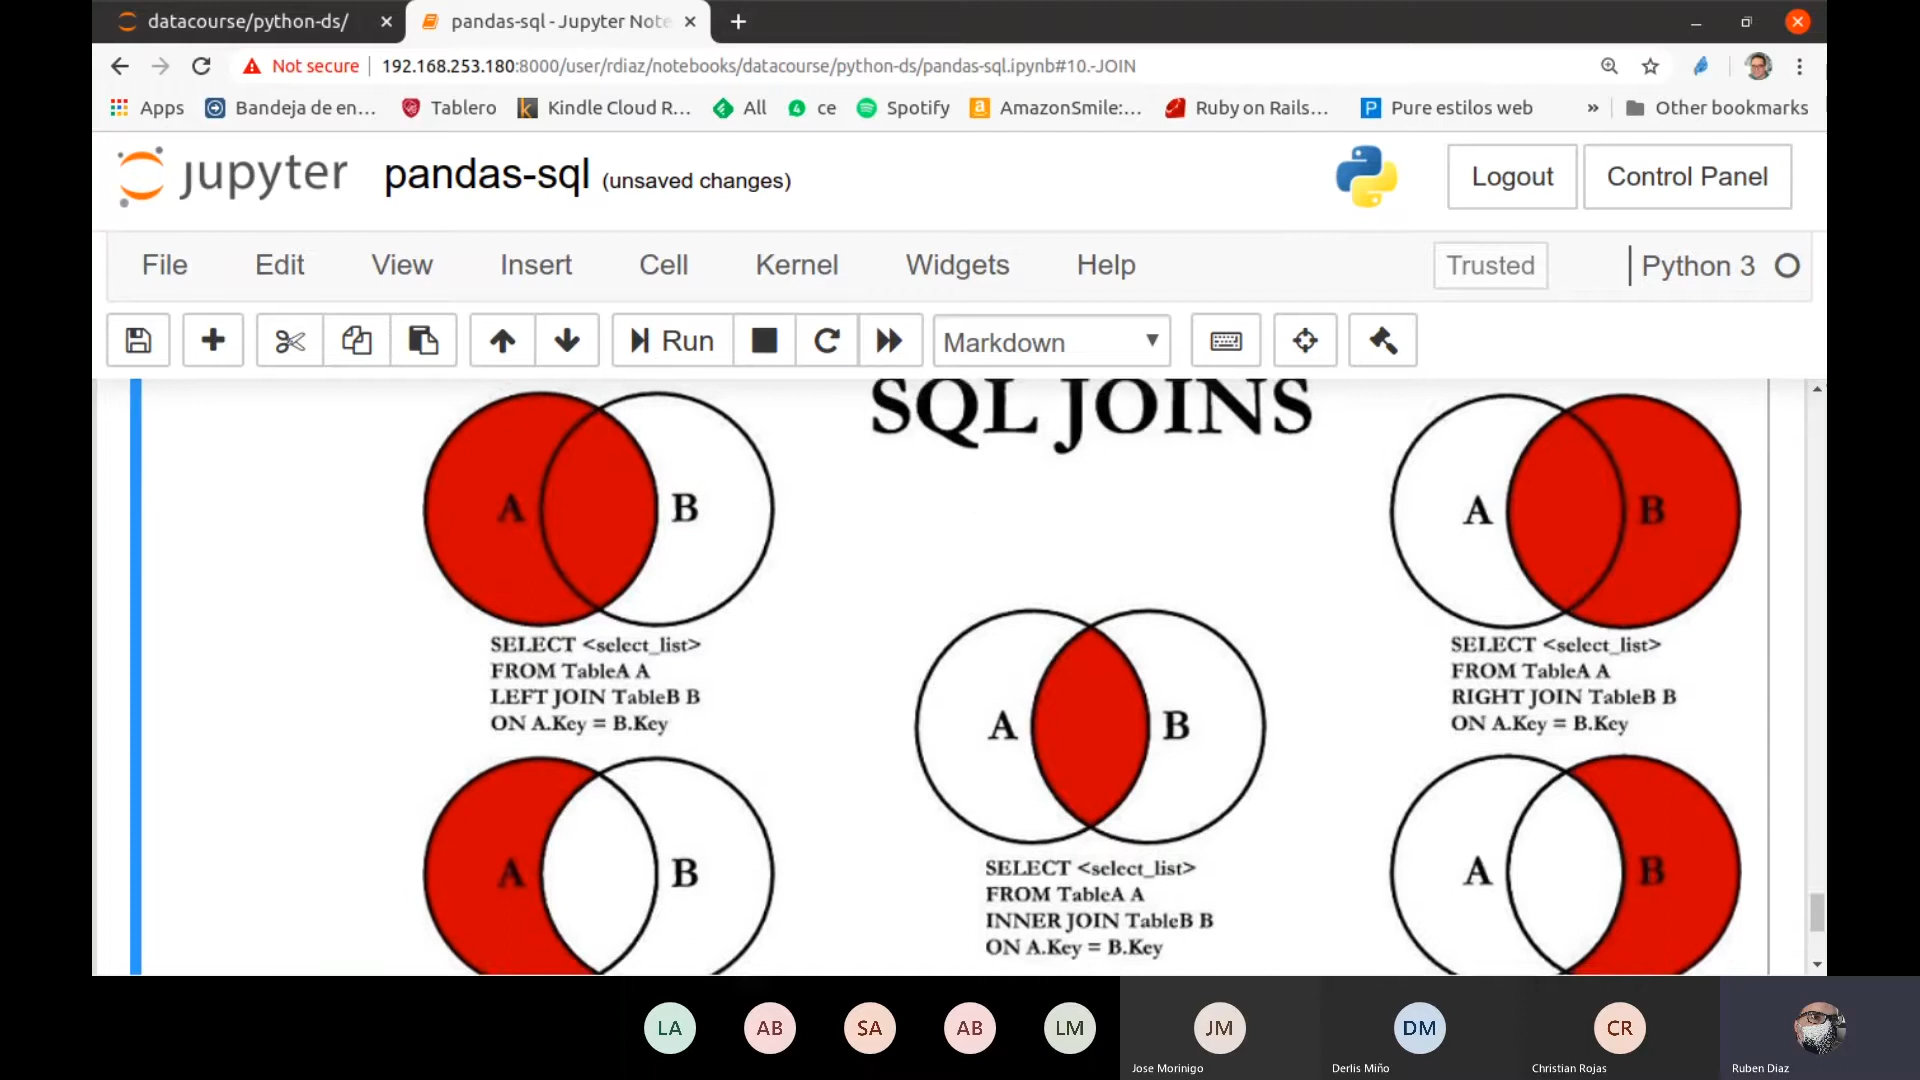 datacourse/python-ds/
pandas-sql - Jupyter Note
Not secure
192.168.253.180:8000/user/rdiaz/notebooks/datacourse/python-ds/pandas-sql.ipynb#10.-JOIN
Apps
Bandeja de en...
Tablero
Kindle Cloud R...
All
ce
Spotify
AmazonSmile:...
Ruby on Rails...
Pure estilos web
»
Other bookmarks
jupyter
pandas-sql (unsaved changes)
Logout
Control Panel
File
Edit
View
Insert
Cell
Kernel
Widgets
Help
Trusted
Python 3
Run
Markdown
SQL JOINS
A
B
SELECT <select_list>
FROM TableA A
LEFT JOIN TableB B
ON A.Key = B.Key
A
B
SELECT <select_list>
FROM TableA A
RIGHT JOIN TableB B
ON A.Key = B.Key
A
B
SELECT <select_list>
FROM TableA A
INNER JOIN TableB B
ON A.Key = B.Key
A
B
A
B
LA
AB
SA
AB
LM
JM
Jose Morinigo
DM
Derlis Miño
CR
Christian Rojas
Ruben Diaz